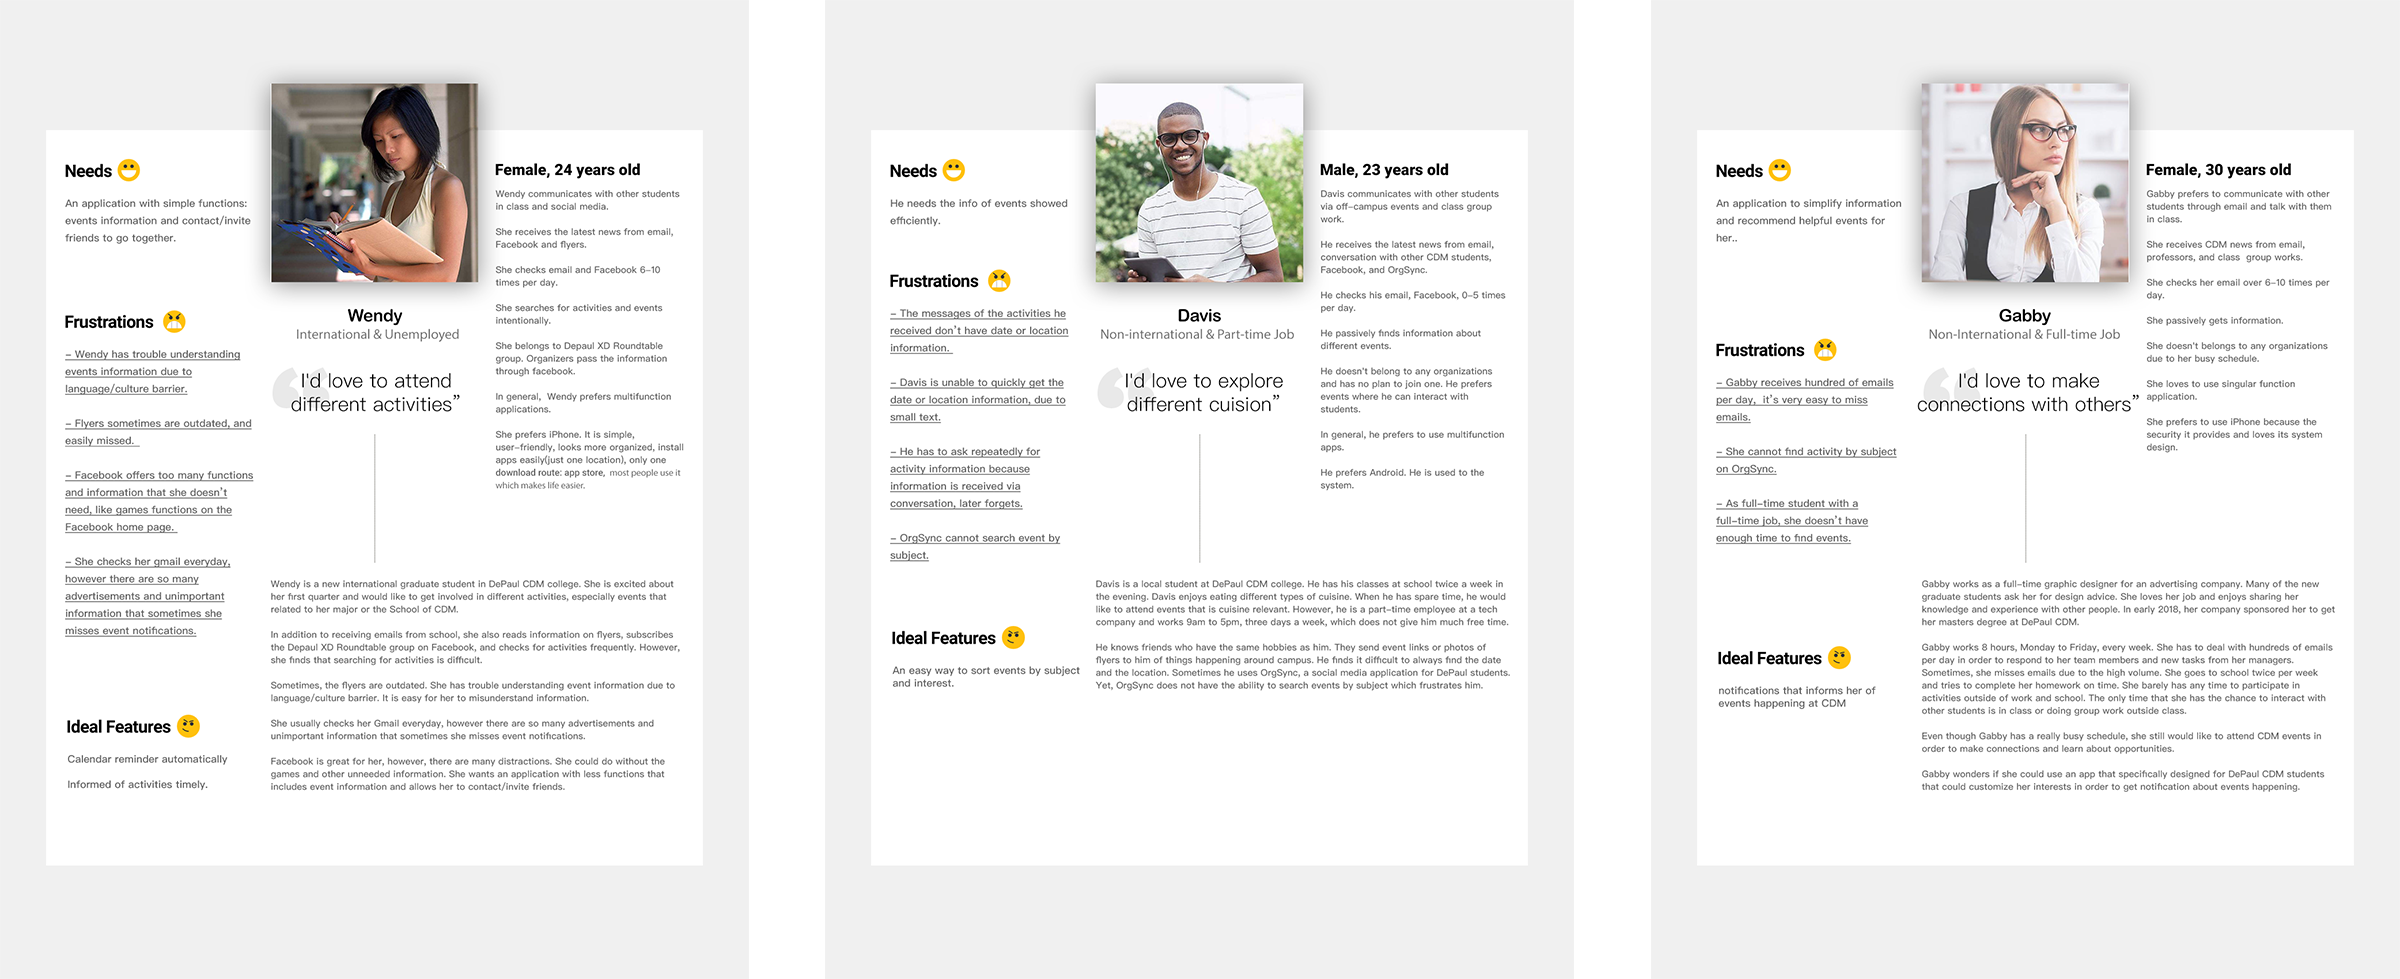 Needs
An application with simple functions:
events information and contact/invite
friends to go together.
Frustrations
– Wendy has trouble understanding
events information due to
language/culture barrier.
– Flyers sometimes are outdated, and
easily missed.
– Facebook offers too many functions
and information that she doesn't
need, like games functions on the
Facebook home page.
– She checks her gmail everyday,
however there are so many
advertisements and unimportant
information that sometimes she
misses event notifications.
Ideal Features
Calendar reminder automatically
Informed of activities timely.
Wendy
International & Unemployed
“I'd love to attend
different activities”
Female, 24 years old
Wendy communicates with other students
in class and social media.
She receives the latest news from email,
Facebook and flyers.
She checks email and Facebook 6–10
times per day.
She searches for activities and events
intentionally.
She belongs to Depaul XD Roundtable
group. Organizers pass the information
through facebook.
In general, Wendy prefers multifunction
applications.
She prefers iPhone. It is simple,
user–friendly, looks more organized, install
apps easily(just one location), only one
download route: app store, most people use it
which makes life easier.
Wendy is a new international graduate student in DePaul CDM college. She is excited about
her first quarter and would like to get involved in different activities, especially events that
related to her major or the School of CDM.
In addition to receiving emails from school, she also reads information on flyers, subscribes
the Depaul XD Roundtable group on Facebook, and checks for activities frequently. However,
she finds that searching for activities is difficult.
Sometimes, the flyers are outdated. She has trouble understanding event information due to
language/culture barrier. It is easy for her to misunderstand information.
She usually checks her Gmail everyday, however there are so many advertisements and
unimportant information that sometimes she misses event notifications.
Facebook is great for her, however, there are many distractions. She could do without the
games and other unneeded information. She wants an application with less functions that
includes event information and allows her to contact/invite friends.
Needs
He needs the info of events showed
efficiently.
Frustrations
– The messages of the activities he
received don't have date or location
information.
– Davis is unable to quickly get the
date or location information, due to
small text.
– He has to ask repeatedly for
activity information because
information is received via
conversation, later forgets.
– OrgSync cannot search event by
subject.
Ideal Features
An easy way to sort events by subject
and interest.
Davis
Non-international & Part-time Job
“I'd love to explore
different cuision”
Male, 23 years old
Davis communicates with other students
via off–campus events and class group
work.
He receives the latest news from email,
conversation with other CDM students,
Facebook, and OrgSync.
He checks his email, Facebook, 0–5 times
per day.
He passively finds information about
different events.
He doesn't belong to any organizations
and has no plan to join one. He prefers
events where he can interact with
students.
In general, he prefers to use multifunction
apps.
He prefers Android. He is used to the
system.
Davis is a local student at DePaul CDM college. He has his classes at school twice a week in
the evening. Davis enjoys eating different types of cuisine. When he has spare time, he would
like to attend events that is cuisine relevant. However, he is a part–time employee at a tech
company and works 9am to 5pm, three days a week, which does not give him much free time.
He knows friends who have the same hobbies as him. They send event links or photos of
flyers to him of things happening around campus. He finds it difficult to always find the date
and the location. Sometimes he uses OrgSync, a social media application for DePaul students.
Yet, OrgSync does not have the ability to search events by subject which frustrates him.
Needs
An application to simplify information
and recommend helpful events for
her..
Frustrations
– Gabby receives hundred of emails
per day, it's very easy to miss
emails.
– She cannot find activity by subject
on OrgSync.
– As full–time student with a
full–time job, she doesn't have
enough time to find events.
Ideal Features
notifications that informs her of
events happening at CDM
Gabby
Non-International & Full-time Job
“I'd love to make
connections with others”
Female, 30 years old
Gabby prefers to communicate with other
students through email and talk with them
in class.
She receives CDM news from email,
professors, and class group works.
She checks her email over 6–10 times per
day.
She passively gets information.
She doesn't belongs to any organizations
due to her busy schedule.
She loves to use singular function
application.
She prefers to use iPhone because the
security it provides and loves its system
design.
Gabby works as a full–time graphic designer for an advertising company. Many of the new
graduate students ask her for design advice. She loves her job and enjoys sharing her
knowledge and experience with other people. In early 2018, her company sponsored her to get
her masters degree at DePaul CDM.
Gabby works 8 hours, Monday to Friday, every week. She has to deal with hundreds of emails
per day in order to respond to her team members and new tasks from her managers.
Sometimes, she misses emails due to the high volume. She goes to school twice per week
and tries to complete her homework on time. She barely has any time to participate in
activities outside of work and school. The only time that she has the chance to interact with
other students is in class or doing group work outside class.
Even though Gabby has a really busy schedule, she still would like to attend CDM events in
order to make connections and learn about opportunities.
Gabby wonders if she could use an app that specifically designed for DePaul CDM students
that could customize her interests in order to get notification about events happening.